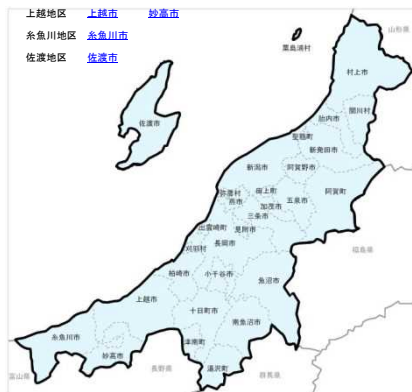 上越地区 上越市 妙高市
糸魚川地区 糸魚川市
佐渡地区 佐渡市
粟島浦村
山形県
村上市
関川村
胎内市
佐渡市
聖籠町
新発田市
新潟市
阿賀野市
阿賀町
弥彦村
田上町
五泉市
燕市
加茂市
三条市
出雲崎町
見附市
福島県
長岡市
刈羽村
柏崎市
小千谷市
魚沼市
上越市
十日町市
南魚沼市
糸魚川市
津南町
妙高市
湯沢町
富山県
長野県
群馬県